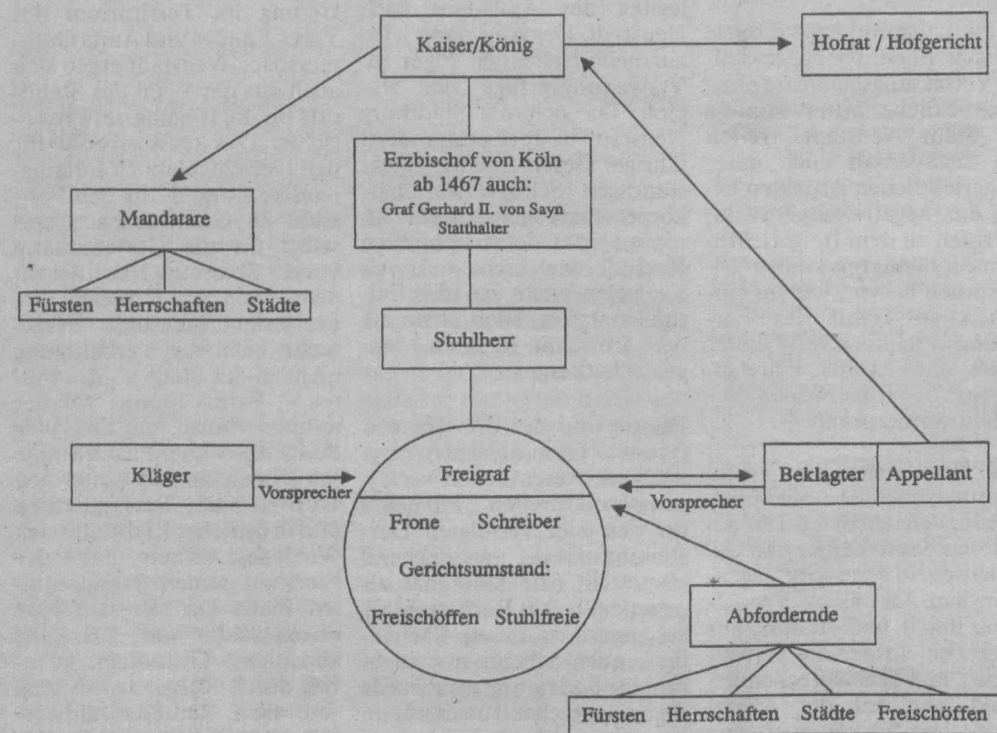 Kaiser/König
Hofrat / Hofgericht
Erzbischof von Köln
ab 1467 auch:
Graf Gerhard II. von Sayn
Statthalter
Mandatare
Fürsten Herrschaften Städte
Stuhlherr
Kläger
Vorsprecher
Freigraf
Vorsprecher
Beklagter Appellant
Frone Schreiber
Gerichtsumstand:
Freischöffen Stuhlfreie
Abfordernde
Fürsten Herrschaften Städte Freischöffen